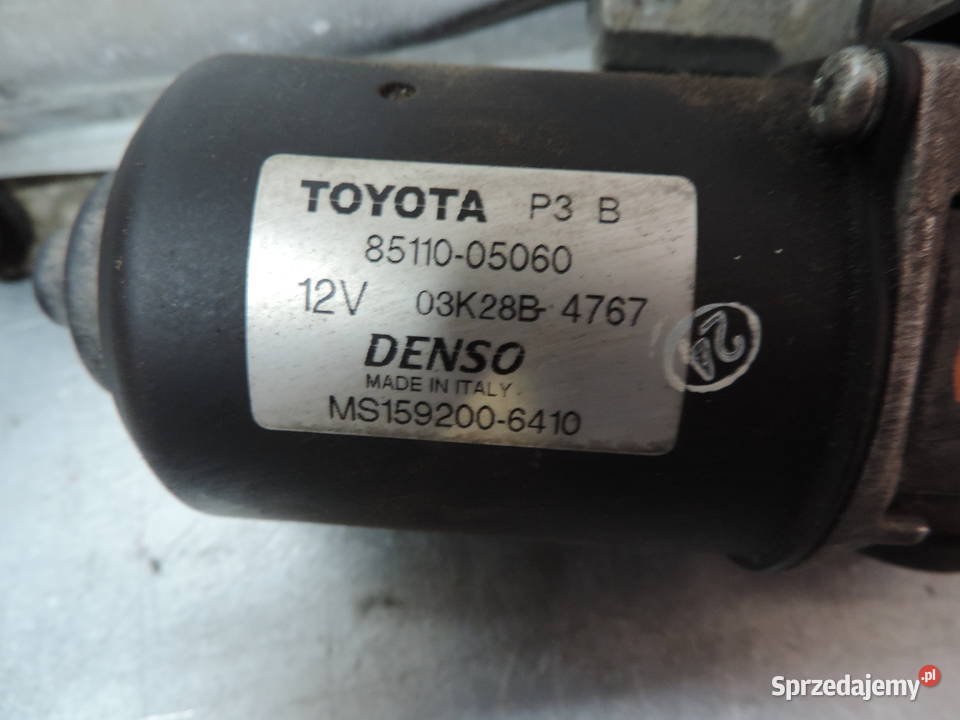 TOYOTA P3 B
85110-05060
12V 03K28B- 4767
DENSO
MADE IN ITALY
MS159200-6410
Sprzedajemy.pl